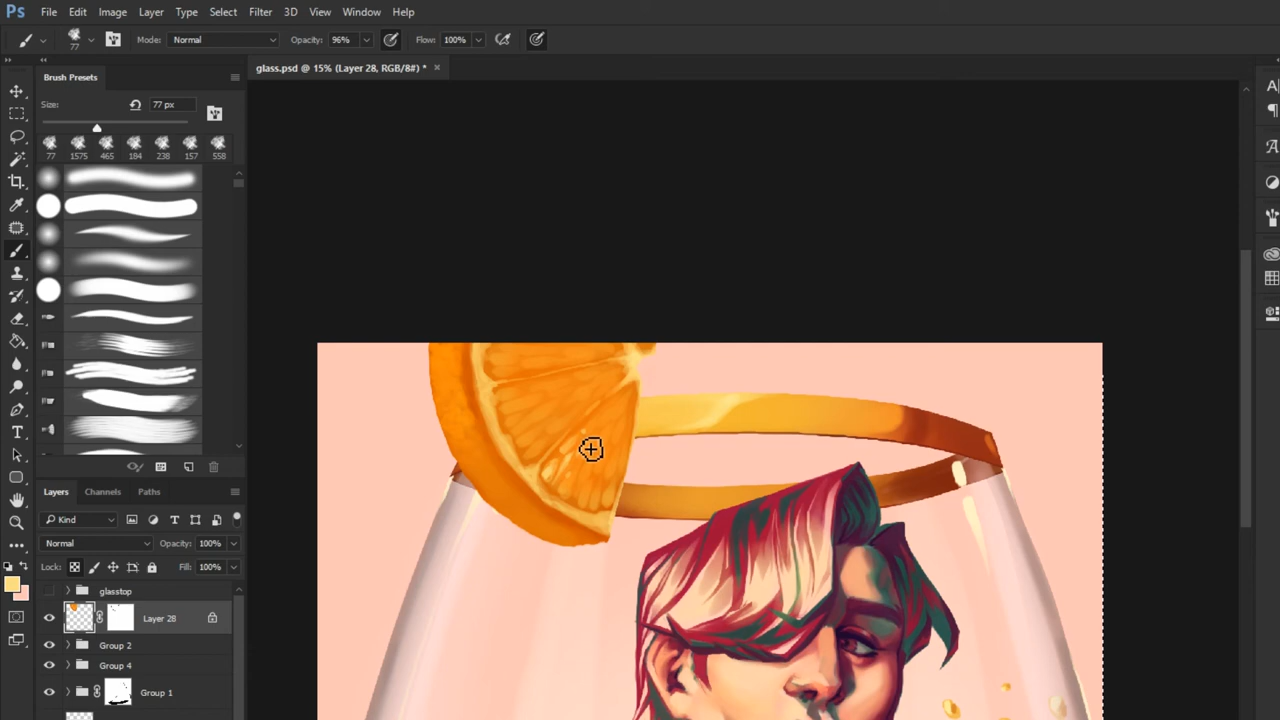 Ps File Edit Image Layer Type Select Filter 3D View Window Help
77 Mode: Normal Opacity: 96% Flow: 100%
glass.psd @ 15% (Layer 28, RGB/8#) * ×
Brush Presets
Size: 77 px
77 1575 465 184 238 157 558
Layers Channels Paths
Kind
Normal Opacity: 100%
Lock: Fill: 100%
glasstop
Layer 28
Group 2
Group 4
Group 1